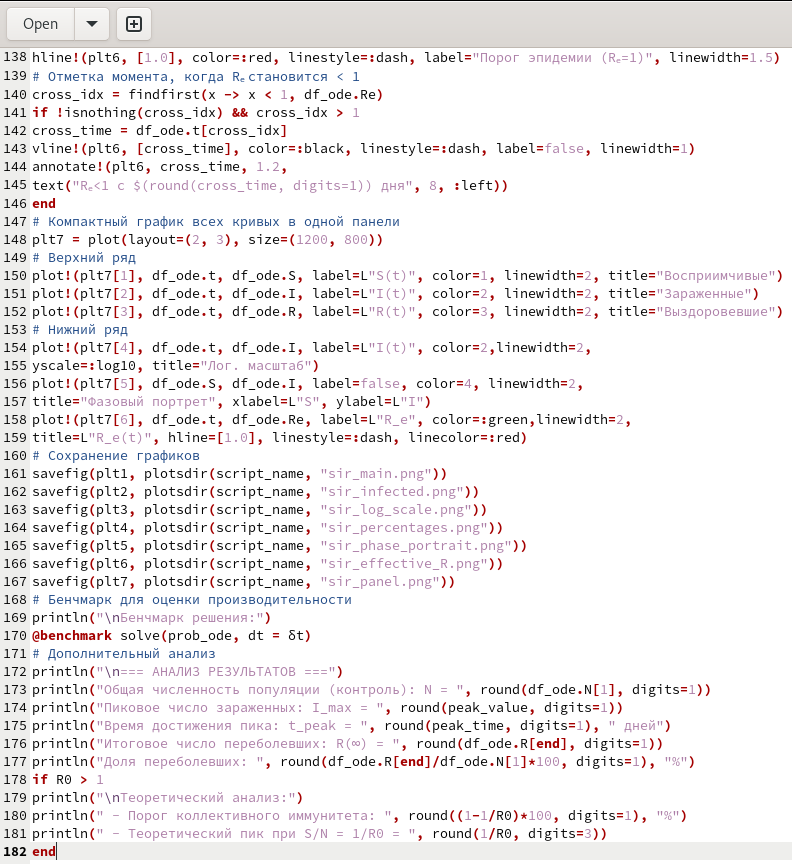 Open
138 hline!(plt6, [1.0], color=:red, linestyle=:dash, label="Порог эпидемии (Rₑ=1)", linewidth=1.5)
139 # Отметка момента, когда Rₑ становится < 1
140 cross_idx = findfirst(x -> x < 1, df_ode.Re)
141 if !isnothing(cross_idx) && cross_idx > 1
142 cross_time = df_ode.t[cross_idx]
143 vline!(plt6, [cross_time], color=:black, linestyle=:dash, label=false, linewidth=1)
144 annotate!(plt6, cross_time, 1.2,
145 text("Rₑ<1 с $(round(cross_time, digits=1)) дня", 8, :left))
146 end
147 # Компактный график всех кривых в одной панели
148 plt7 = plot(layout=(2, 3), size=(1200, 800))
149 # Верхний ряд
150 plot!(plt7[1], df_ode.t, df_ode.S, label=L"S(t)", color=1, linewidth=2, title="Восприимчивые")
151 plot!(plt7[2], df_ode.t, df_ode.I, label=L"I(t)", color=2, linewidth=2, title="Зараженные")
152 plot!(plt7[3], df_ode.t, df_ode.R, label=L"R(t)", color=3, linewidth=2, title="Выздоровевшие")
153 # Нижний ряд
154 plot!(plt7[4], df_ode.t, df_ode.I, label=L"I(t)", color=2,linewidth=2,
155 yscale=:log10, title="Лог. масштаб")
156 plot!(plt7[5], df_ode.S, df_ode.I, label=false, color=4, linewidth=2,
157 title="Фазовый портрет", xlabel=L"S", ylabel=L"I")
158 plot!(plt7[6], df_ode.t, df_ode.Re, label=L"R_e", color=:green,linewidth=2,
159 title=L"R_e(t)", hline=[1.0], linestyle=:dash, linecolor=:red)
160 # Сохранение графиков
161 savefig(plt1, plotsdir(script_name, "sir_main.png"))
162 savefig(plt2, plotsdir(script_name, "sir_infected.png"))
163 savefig(plt3, plotsdir(script_name, "sir_log_scale.png"))
164 savefig(plt4, plotsdir(script_name, "sir_percentages.png"))
165 savefig(plt5, plotsdir(script_name, "sir_phase_portrait.png"))
166 savefig(plt6, plotsdir(script_name, "sir_effective_R.png"))
167 savefig(plt7, plotsdir(script_name, "sir_panel.png"))
168 # Бенчмарк для оценки производительности
169 println("\nБенчмарк решения:")
170 @benchmark solve(prob_ode, dt = δt)
171 # Дополнительный анализ
172 println("\n=== АНАЛИЗ РЕЗУЛЬТАТОВ ===")
173 println("Общая численность популяции (контроль): N = ", round(df_ode.N[1], digits=1))
174 println("Пиковое число зараженных: I_max = ", round(peak_value, digits=1))
175 println("Время достижения пика: t_peak = ", round(peak_time, digits=1), " дней")
176 println("Итоговое число переболевших: R(∞) = ", round(df_ode.R[end], digits=1))
177 println("Доля переболевших: ", round(df_ode.R[end]/df_ode.N[1]*100, digits=1), "%")
178 if R0 > 1
179 println("\nТеоретический анализ:")
180 println(" - Порог коллективного иммунитета: ", round((1-1/R0)*100, digits=1), "%")
181 println(" - Теоретический пик при S/N = 1/R0 = ", round(1/R0, digits=3))
182 end